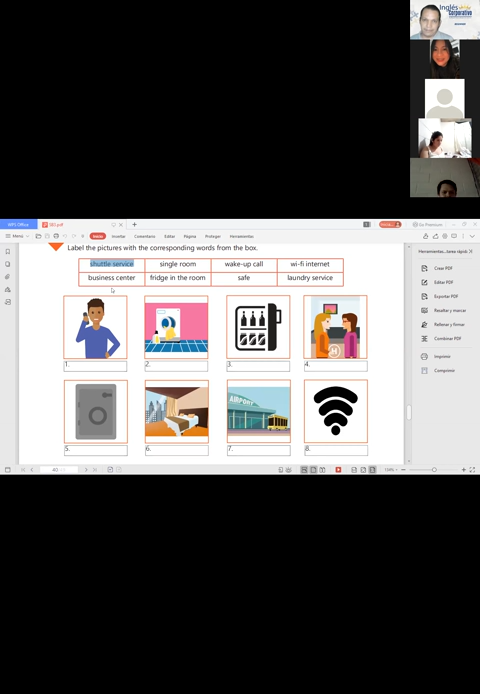 Inglés
Corporativo
WPS Office
Menú
Inicio
Insertar
Comentario
Editar
Página
Proteger
Herramientas
Label the pictures with the corresponding words from the box.
shuttle service
single room
wake-up call
wi-fi internet
business center
fridge in the room
safe
laundry service
1.
2.
3.
4.
AIRPORT
5.
6.
7.
8.
Crear PDF
Editar PDF
Exportar PDF
Resaltar y marcar
Rellenar y firmar
Combinar PDF
Imprimir
Comprimir